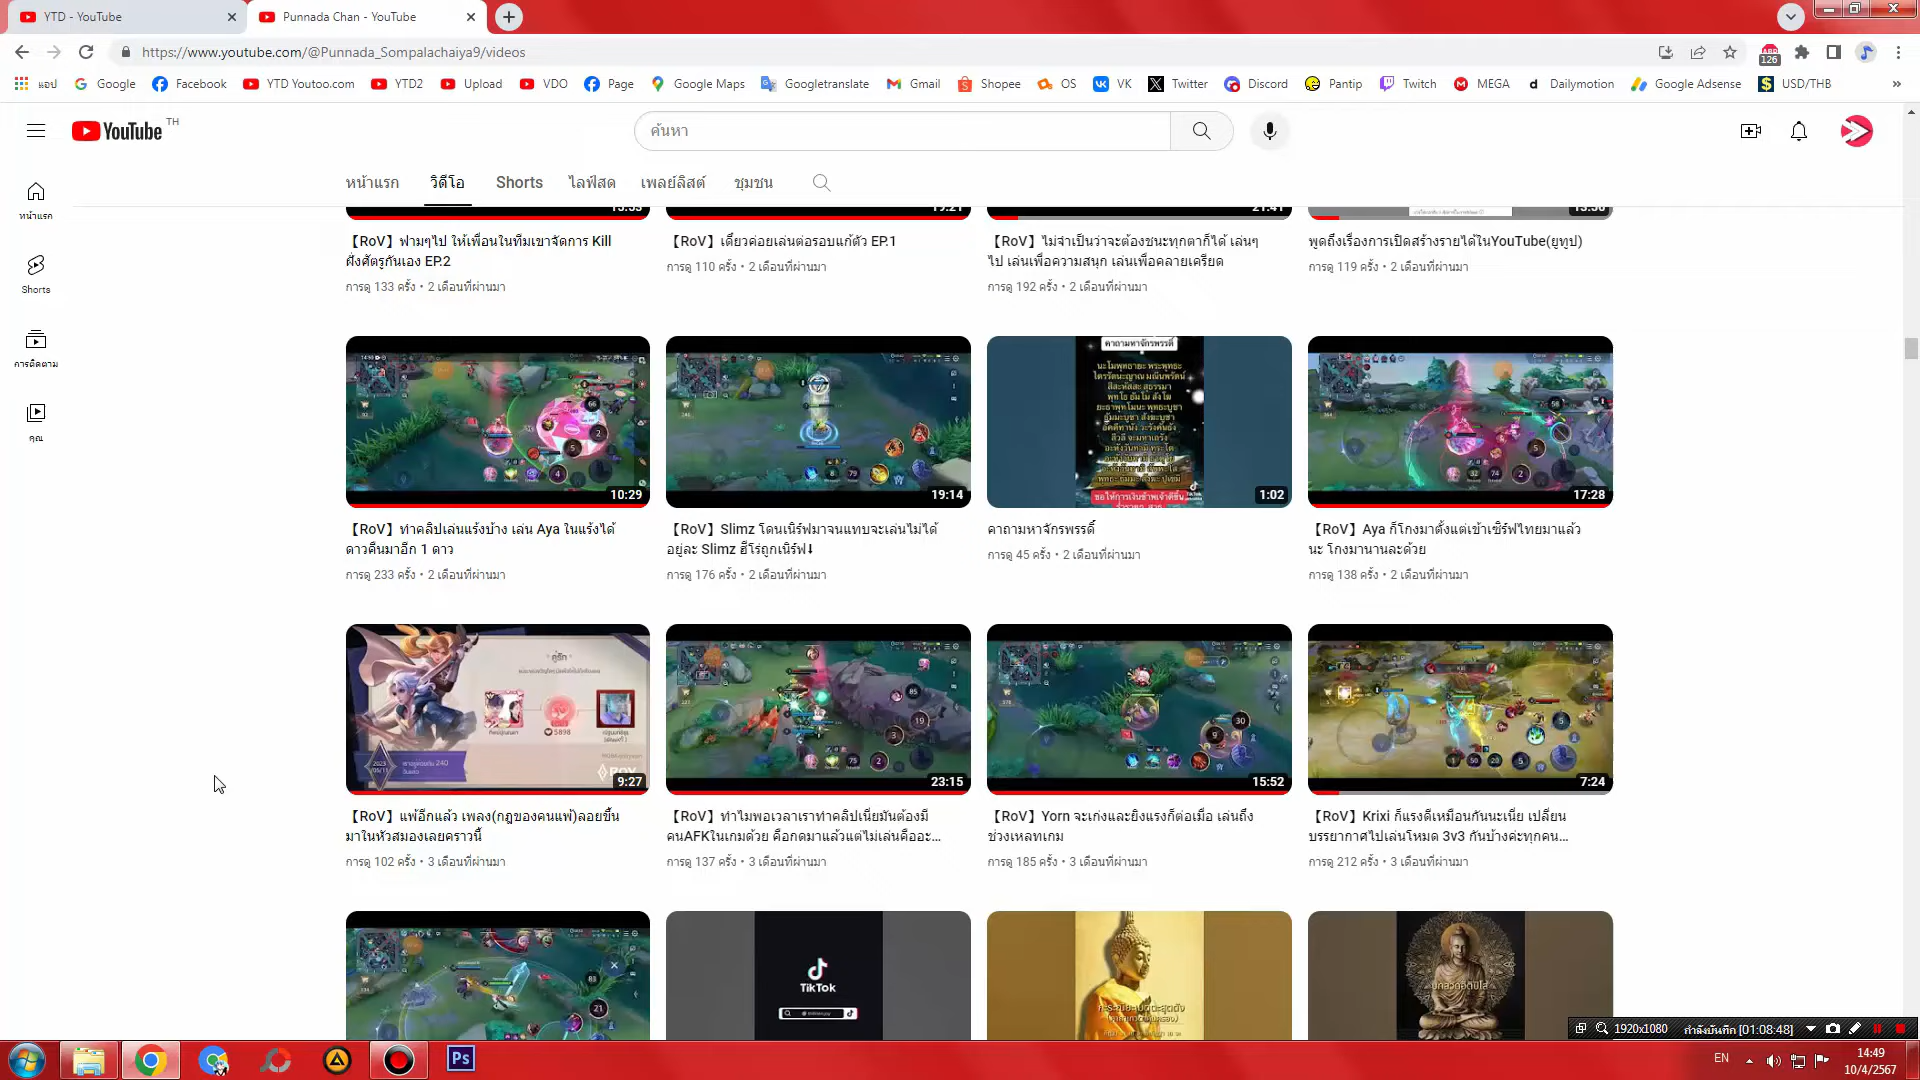 YTD - YouTube
Punnada Chan - YouTube
https://www.youtube.com/@Punnada_Sompalachaiya9/videos
126
แอป Google Facebook YTD Youtoo.com YTD2 Upload VDO Page Google Maps Googletranslate Gmail Shopee OS VK Twitter Discord Pantip Twitch MEGA Dailymotion Google Adsense USD/THB
YouTube TH
ค้นหา
หน้าแรก วิดีโอ Shorts ไลฟ์สด เพลย์ลิสต์ ชุมชน
หน้าแรก
Shorts
การติดตาม
คุณ
【RoV】ฟามๆไป ให้เพื่อนในทีมเขาจัดการ Kill
ฝั่งศัตรูกันเอง EP.2
การดู 133 ครั้ง • 2 เดือนที่ผ่านมา
19:21
【RoV】เดี๋ยวค่อยเล่นต่อรอบแก้ตัว EP.1
การดู 110 ครั้ง • 2 เดือนที่ผ่านมา
21:41
【RoV】ไม่จำเป็นว่าจะต้องชนะทุกตาก็ได้ เล่นๆ
ไป เล่นเพื่อความสนุก เล่นเพื่อคลายเครียด
การดู 192 ครั้ง • 2 เดือนที่ผ่านมา
พูดถึงเรื่องการเปิดสร้างรายได้ในYouTube(ยูทูป)
การดู 119 ครั้ง • 2 เดือนที่ผ่านมา
10:29
【RoV】ทำคลิปเล่นแร้งบ้าง เล่น Aya ในแร้งได้
ดาวคืนมาอีก 1 ดาว
การดู 233 ครั้ง • 2 เดือนที่ผ่านมา
19:14
【RoV】Slimz โดนเนิร์ฟมาจนแทบจะเล่นไม่ได้
อยู่ละ Slimz ฮีโร่ถูกเนิร์ฟ⬇
การดู 176 ครั้ง • 2 เดือนที่ผ่านมา
คาถามหาจักรพรรดิ์
1:02
คาถามหาจักรพรรดิ์
การดู 45 ครั้ง • 2 เดือนที่ผ่านมา
17:28
【RoV】Aya ก็โกงมาตั้งแต่เข้าเซิร์ฟไทยมาแล้ว
นะ โกงมานานละด้วย
การดู 138 ครั้ง • 2 เดือนที่ผ่านมา
คู่รัก
5898
9:27
【RoV】แพ้อีกแล้ว เพลง(กฎของคนแพ้)ลอยขึ้น
มาในหัวสมองเลยคราวนี้
การดู 102 ครั้ง • 3 เดือนที่ผ่านมา
23:15
【RoV】ทำไมพอเวลาเราทำคลิปเนี่ยมันต้องมี
คนAFKในเกมด้วย คือกดมาแล้วแต่ไม่เล่นคืออะ...
การดู 137 ครั้ง • 3 เดือนที่ผ่านมา
15:52
【RoV】Yorn จะเก่งและยิงแรงก็ต่อเมื่อ เล่นถึง
ช่วงเหลทเกม
การดู 185 ครั้ง • 3 เดือนที่ผ่านมา
7:24
【RoV】Krixi ก็แรงดีเหมือนกันนะเนี่ย เปลี่ยน
บรรยากาศไปเล่นโหมด 3v3 กันบ้างค่ะทุกคน...
การดู 212 ครั้ง • 3 เดือนที่ผ่านมา
TikTok
1920x1080 กำลังบันทึก [01:08:48]
Ps
EN
14:49
10/4/2567